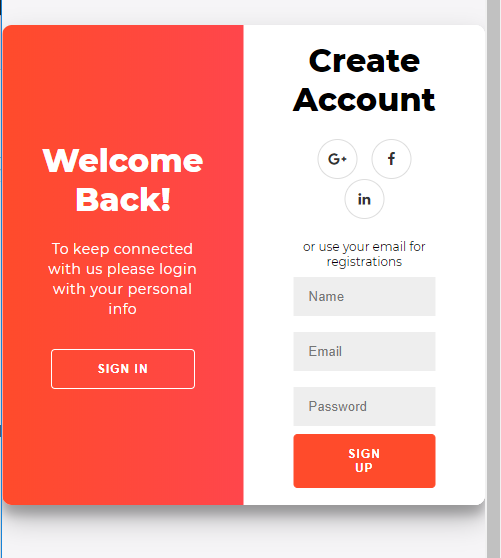 Welcome
Back!
To keep connected
with us please login
with your personal
info
SIGN IN
Create
Account
G+
f
in
or use your email for
registrations
Name
Email
Password
SIGN
UP